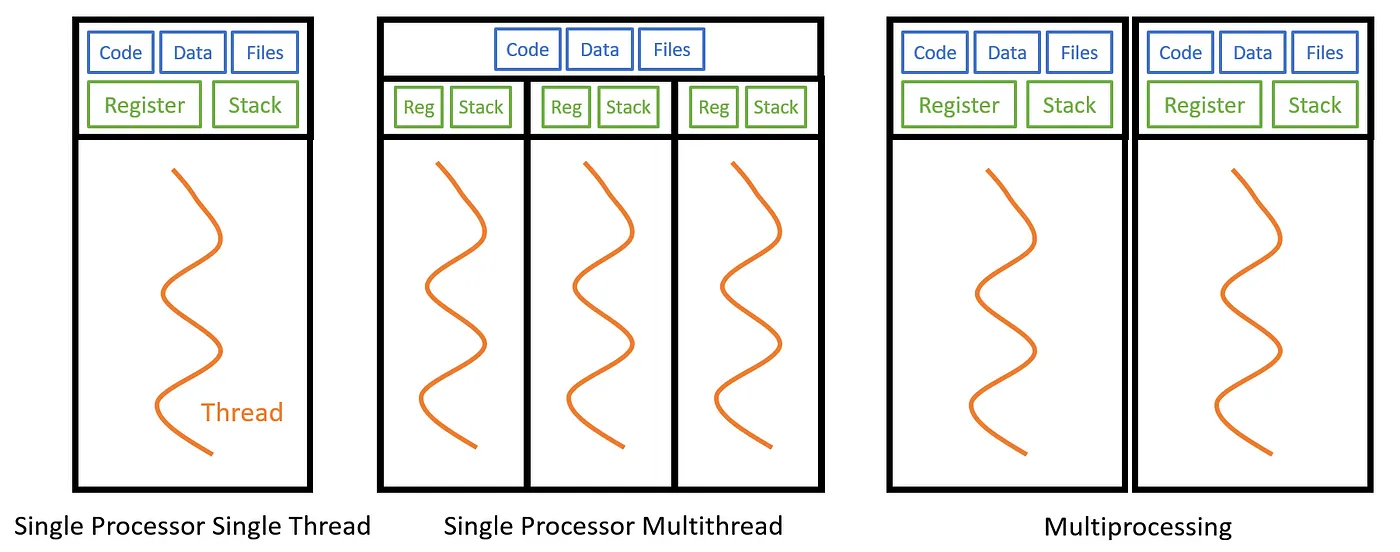 Code Data Files
Register Stack
Thread
Single Processor Single Thread
Code Data Files
Reg Stack Reg Stack Reg Stack
Single Processor Multithread
Code Data Files Code Data Files
Register Stack Register Stack
Multiprocessing